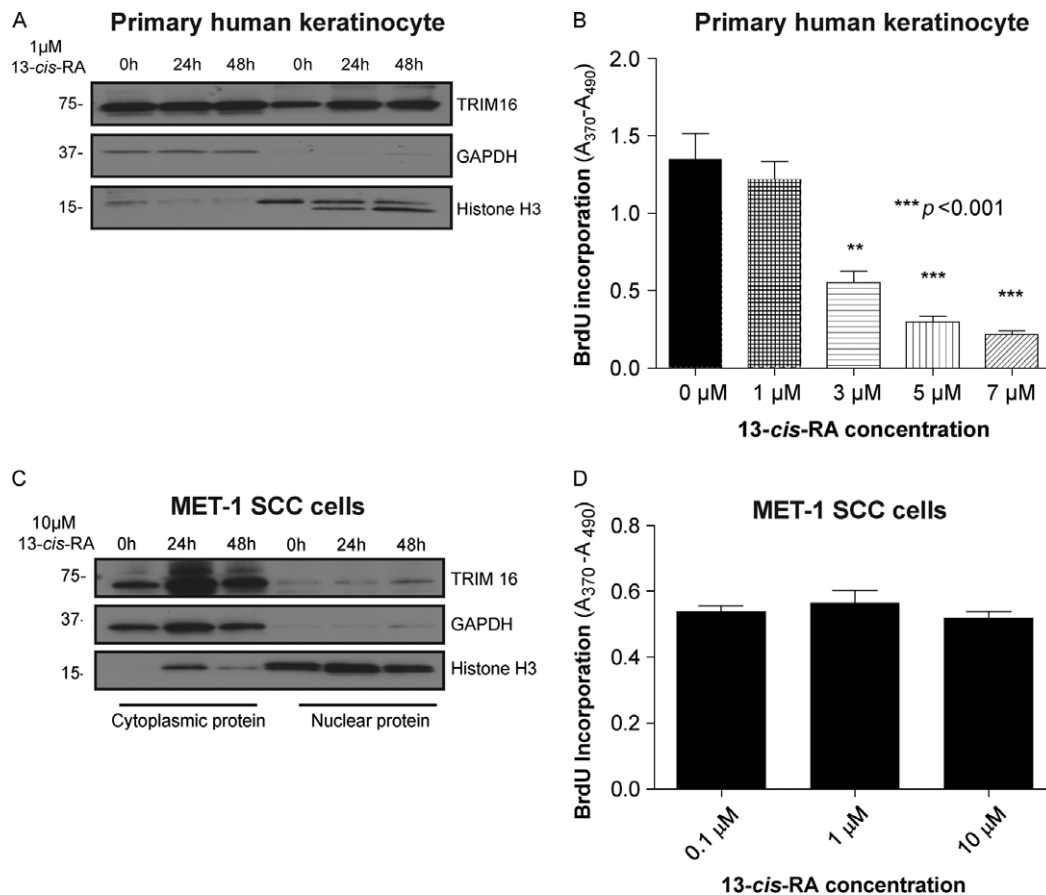 A
Primary human keratinocyte
1µM
13-cis-RA
0h 24h 48h 0h 24h 48h
75-
TRIM16
37-
GAPDH
15-
Histone H3
B
Primary human keratinocyte
BrdU incorporation (A370-A490)
2.0
1.5
1.0
0.5
0.0
*** p<0.001
**
***
***
0 µM 1 µM 3 µM 5 µM 7 µM
13-cis-RA concentration
C
MET-1 SCC cells
10µM
13-cis-RA
0h 24h 48h 0h 24h 48h
75-
TRIM 16
37-
GAPDH
15-
Histone H3
Cytoplasmic protein Nuclear protein
D
MET-1 SCC cells
BrdU Incorporation (A370 -A 490)
0.8
0.6
0.4
0.2
0.0
0.1 µM 1 µM 10 µM
13-cis-RA concentration